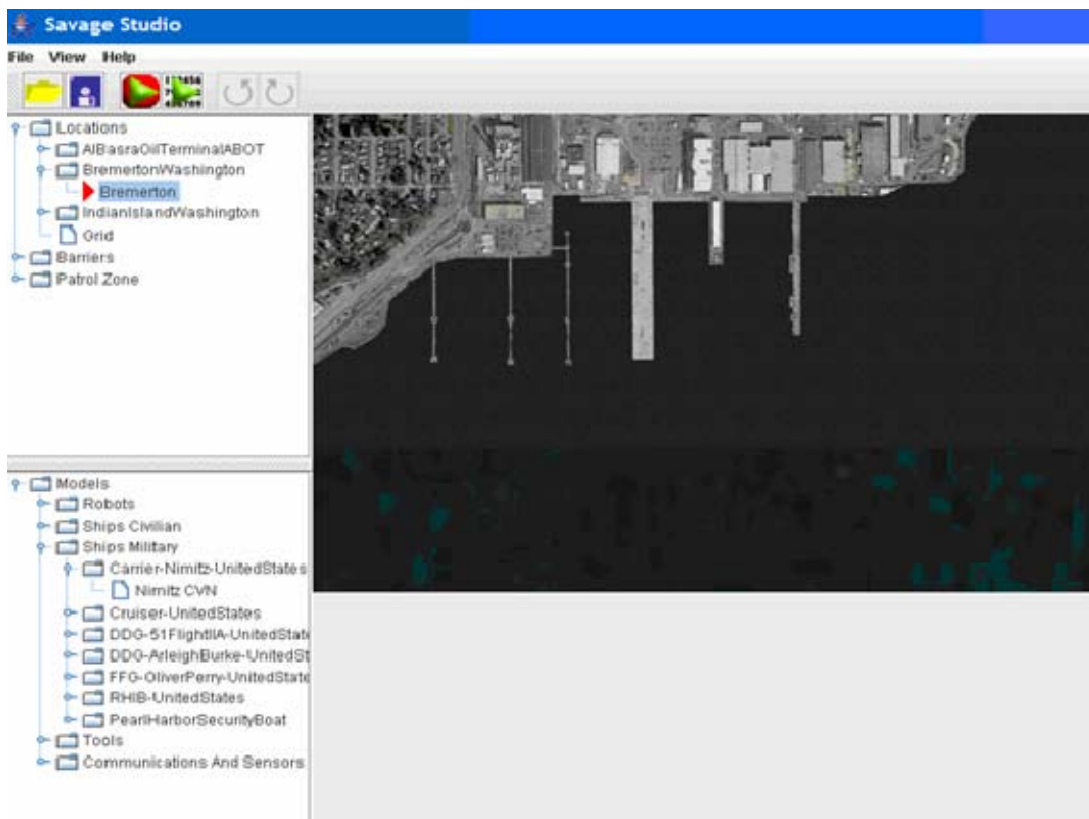 Savage Studio
File View Help
Locations
AlBasraOilTerminalABOT
BremertonWashington
Bremerton
IndianIslandWashington
Grid
Barriers
Patrol Zone
Models
Robots
Ships Civilian
Ships Military
Carrier-Nimitz-UnitedStates
Nimitz CVN
Cruiser-UnitedStates
DDG-51FlightIIA-UnitedStat
DDG-ArleighBurke-UnitedSt
FFG-OliverPerry-UnitedState
RHIB-UnitedStates
PearlHarborSecurityBoat
Tools
Communications And Sensors